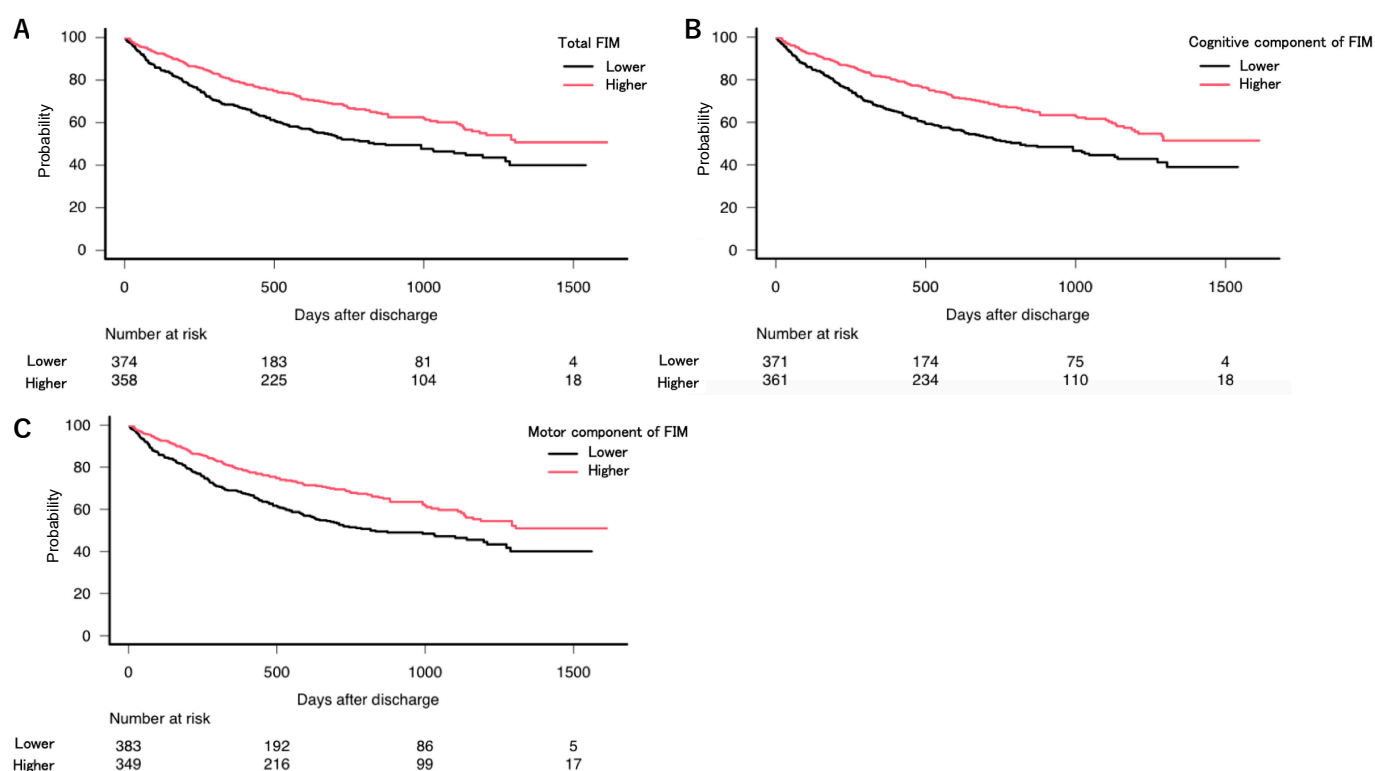 A
Total FIM
Lower
Higher
Probability
100
80
60
40
20
0
0 500 1000 1500
Days after discharge
Number at risk
Lower 374 183 81 4
Higher 358 225 104 18
B
Cognitive component of FIM
Lower
Higher
Probability
100
80
60
40
20
0
0 500 1000 1500
Days after discharge
Number at risk
Lower 371 174 75 4
Higher 361 234 110 18
C
Motor component of FIM
Lower
Higher
Probability
100
80
60
40
20
0
0 500 1000 1500
Days after discharge
Number at risk
Lower 383 192 86 5
Higher 349 216 99 17